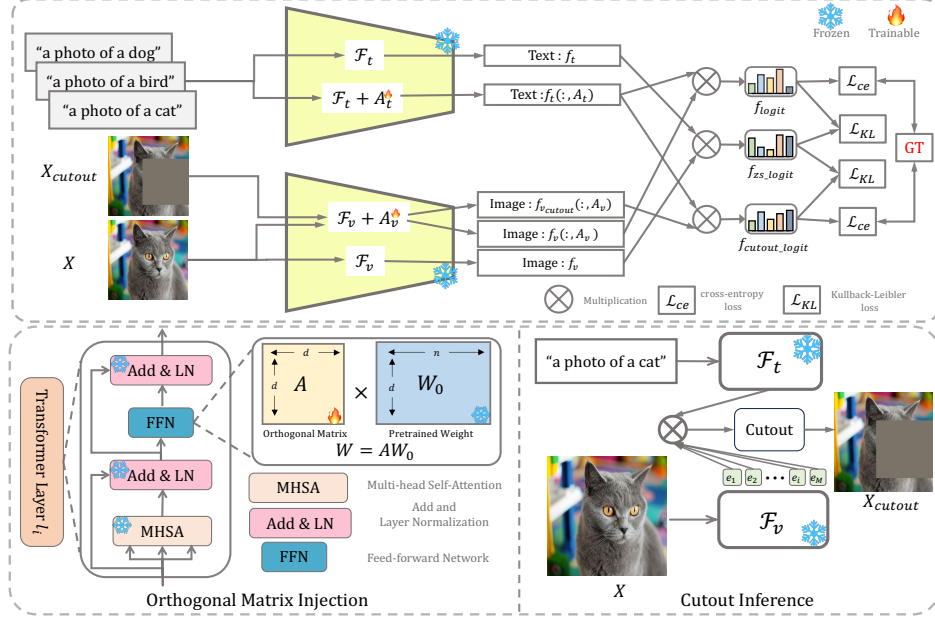 Frozen
Trainable
"a photo of a dog"
"a photo of a bird"
"a photo of a cat"
ℱ_t
ℱ_t + A_t
Text : f_t
Text : f_t(: , A_t)
f_logit
f_zs_logit
f_cutout_logit
ℒ_ce
ℒ_KL
ℒ_KL
ℒ_ce
GT
X_cutout
X
ℱ_v + A_v
ℱ_v
Image : f_v_cutout(: , A_v)
Image : f_v(: , A_v )
Image : f_v
Multiplication
ℒ_ce
cross-entropy
loss
ℒ_KL
Kullback-Leibler
loss
Transformer Layer l_i
Add & LN
FFN
Add & LN
MHSA
d
d
A
Orthogonal Matrix
×
n
d
W_0
Pretrained Weight
W = AW_0
MHSA
Multi-head Self-Attention
Add & LN
Add and
Layer Normalization
FFN
Feed-forward Network
Orthogonal Matrix Injection
"a photo of a cat"
ℱ_t
Cutout
e_1 e_2 ••• e_i e_M
ℱ_v
X_cutout
X
Cutout Inference